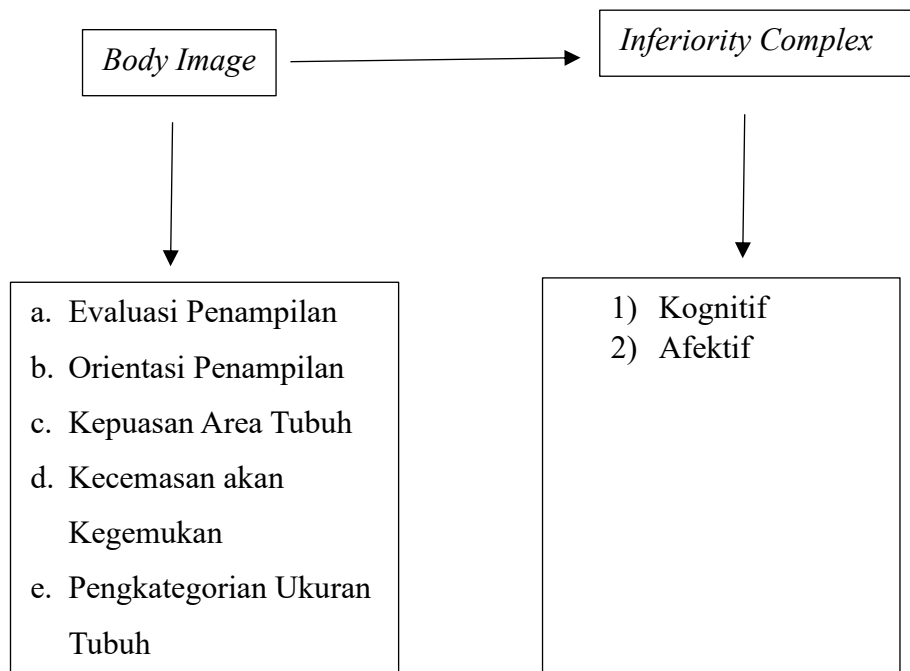 Body Image
Inferiority Complex
a. Evaluasi Penampilan
b. Orientasi Penampilan
c. Kepuasan Area Tubuh
d. Kecemasan akan
Kegemukan
e. Pengkategorian Ukuran
Tubuh
1) Kognitif
2) Afektif